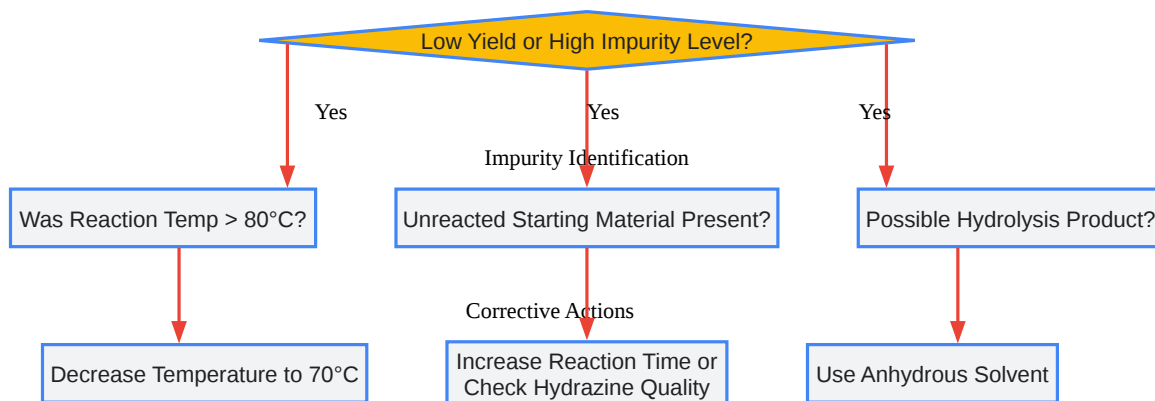 Low Yield or High Impurity Level?
Yes
Yes
Yes
Impurity Identification
Was Reaction Temp > 80°C?
Unreacted Starting Material Present?
Possible Hydrolysis Product?
Corrective Actions
Decrease Temperature to 70°C
Increase Reaction Time or
Check Hydrazine Quality
Use Anhydrous Solvent